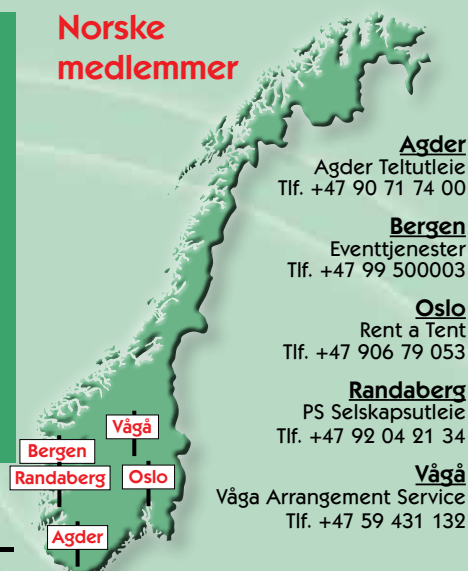 Norske
medlemmer
Agder
Agder Teltutleie
Tlf. +47 90 71 74 00
Bergen
Eventtjenester
Tlf. +47 99 500003
Oslo
Rent a Tent
Tlf. +47 906 79 053
Randaberg
PS Selskapsutleie
Tlf. +47 92 04 21 34
Vågå
Våga Arrangement Service
Tlf. +47 59 431 132
Vågå
Bergen
Randaberg
Oslo
Agder